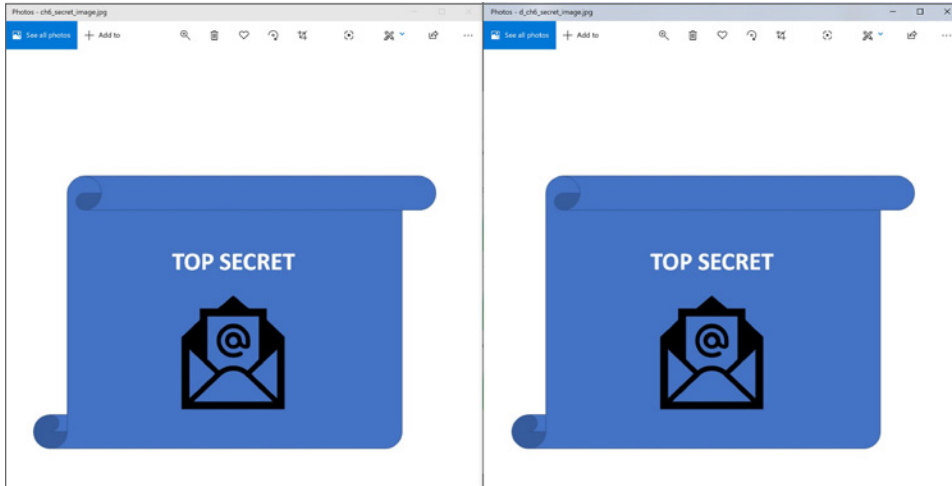 Photos - ch6_secret_image.jpg
See all photos + Add to
TOP SECRET
@
Photos - d_ch6_secret_image.jpg
See all photos + Add to
TOP SECRET
@